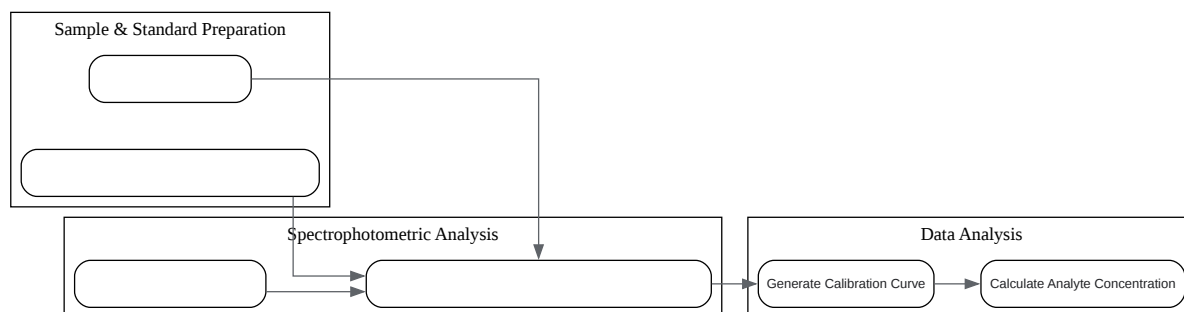 Sample & Standard Preparation
Spectrophotometric Analysis
Data Analysis
Generate Calibration Curve
Calculate Analyte Concentration